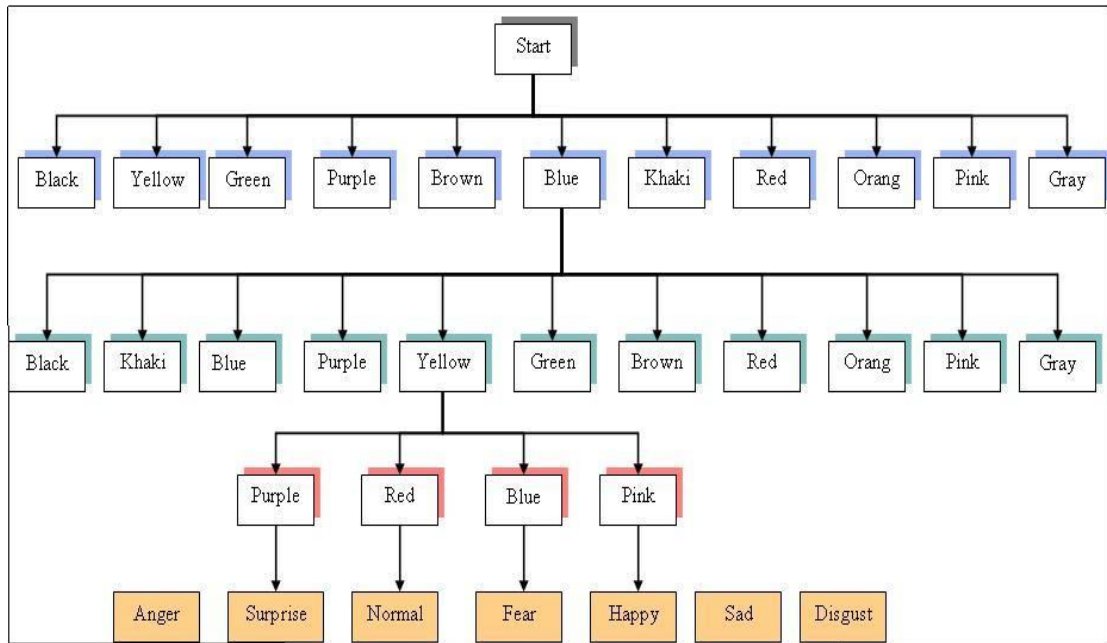 Start
Black Yellow Green Purple Brown Blue Khaki Red Orang Pink Gray
Black Khaki Blue Purple Yellow Green Brown Red Orang Pink Gray
Purple Red Blue Pink
Anger Surprise Normal Fear Happy Sad Disgust